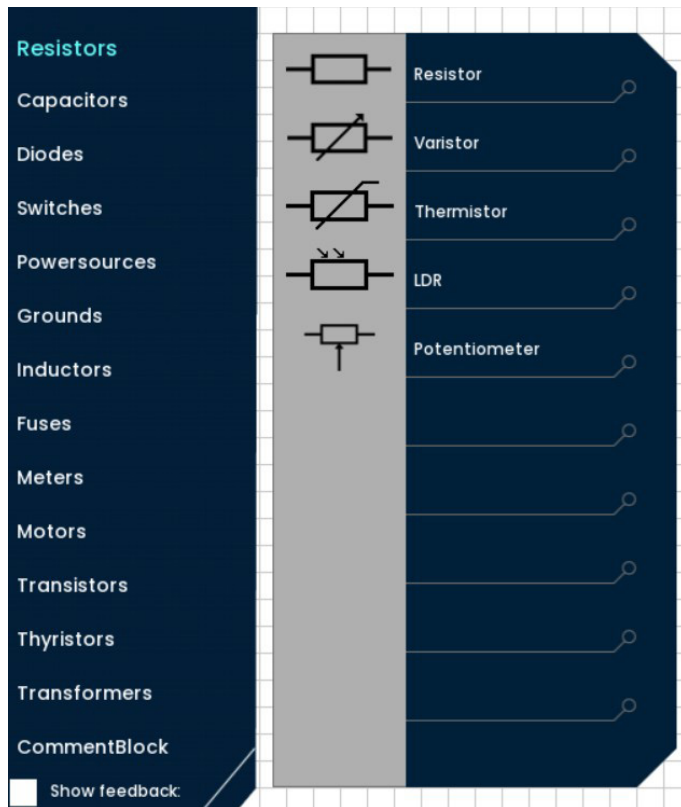 Resistors
Capacitors
Diodes
Switches
Powersources
Grounds
Inductors
Fuses
Meters
Motors
Transistors
Thyristors
Transformers
CommentBlock
Show feedback:
Resistor
Varistor
Thermistor
LDR
Potentiometer